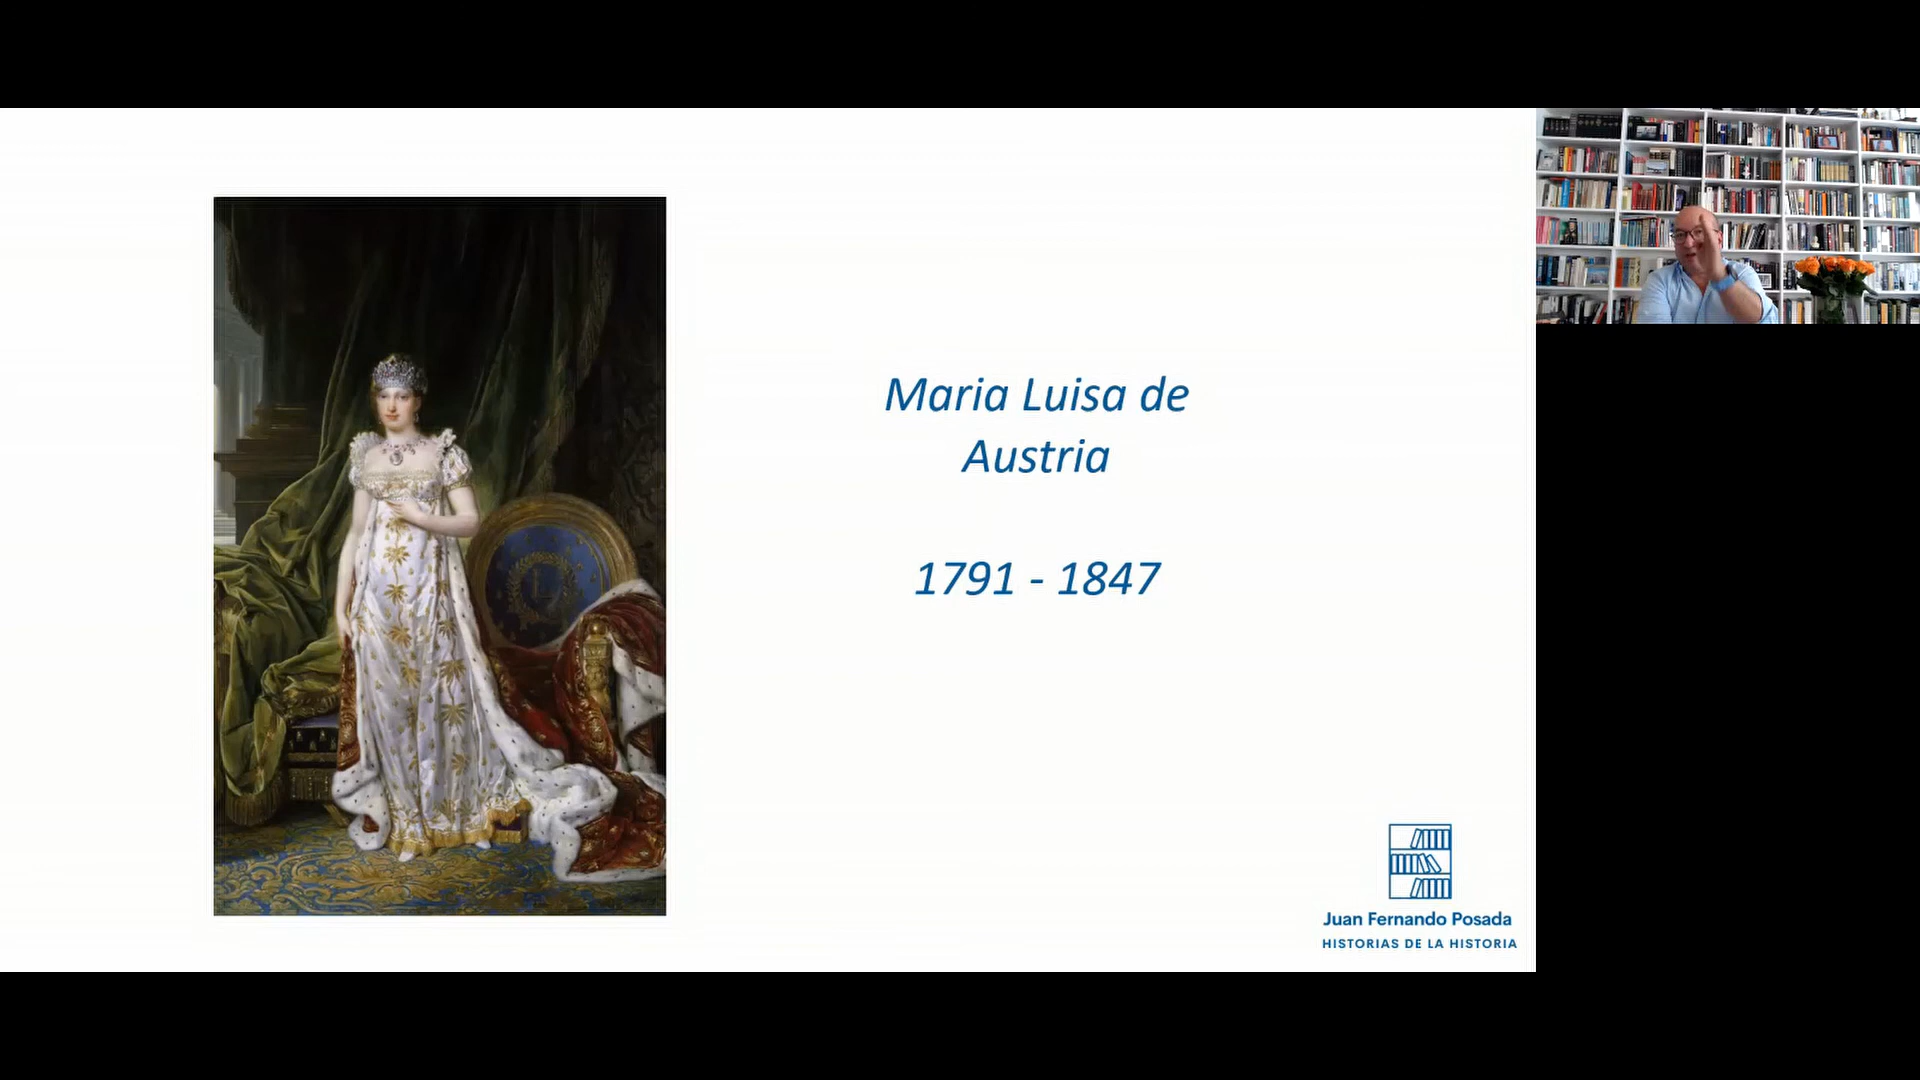 Maria Luisa de
Austria
1791 - 1847
L
Juan Fernando Posada
HISTORIAS DE LA HISTORIA